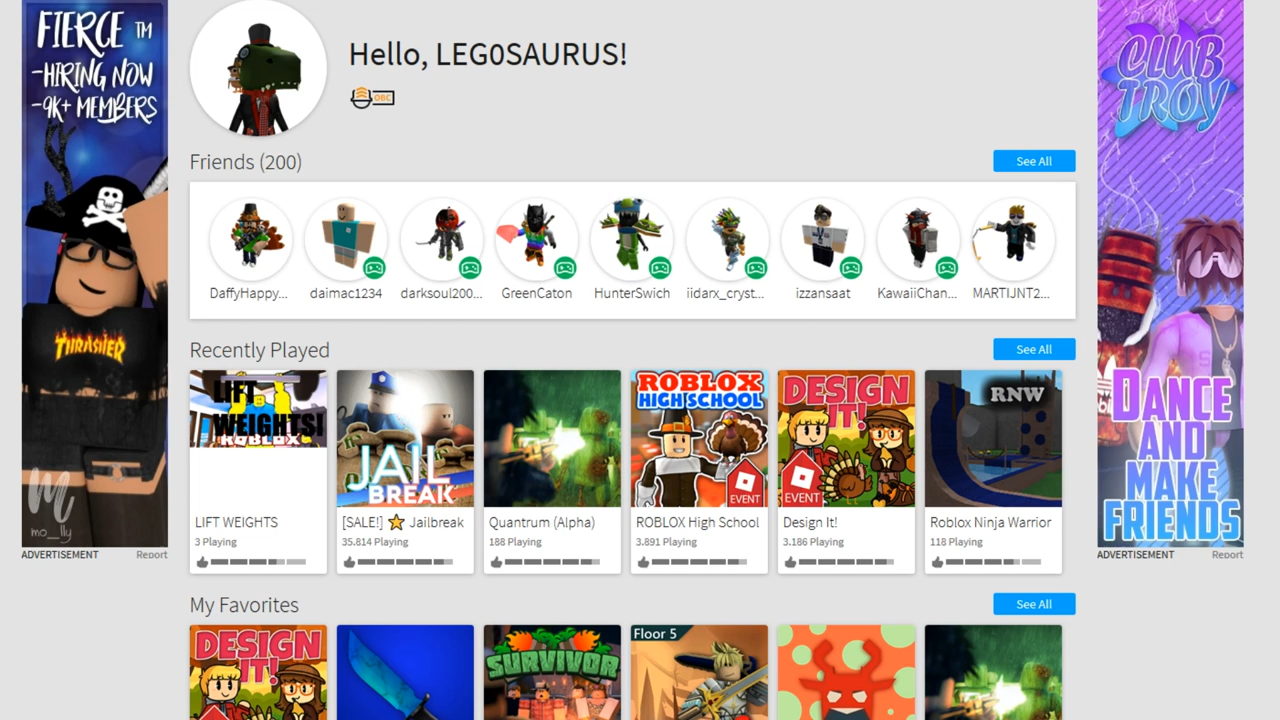 FIERCE ™
-HIRING NOW
-9K+ MEMBERS
THRASHER
mo__lly
ADVERTISEMENT
Report
Hello, LEG0SAURUS!
OBC
Friends (200)
See All
DaffyHappy...
daimac1234
darksoul200...
GreenCaton
HunterSwich
iidarx_cryst...
izzansaat
KawaiiChan...
MARTIJNT2...
Recently Played
See All
LIFT
WEIGHTS!
ROBLOX
LIFT WEIGHTS
3 Playing
JAIL
BREAK
[SALE!] ⭐ Jailbreak
35.814 Playing
Quantrum (Alpha)
188 Playing
ROBLOX
HIGH SCHOOL
EVENT
ROBLOX High School
3.891 Playing
DESIGN
IT!
EVENT
Design It!
3.186 Playing
RNW
Roblox Ninja Warrior
118 Playing
My Favorites
See All
DESIGN
IT!
SURVIVOR
Floor 5
CLUB
TROY
DANCE
AND
MAKE
FRIENDS
ADVERTISEMENT
Report